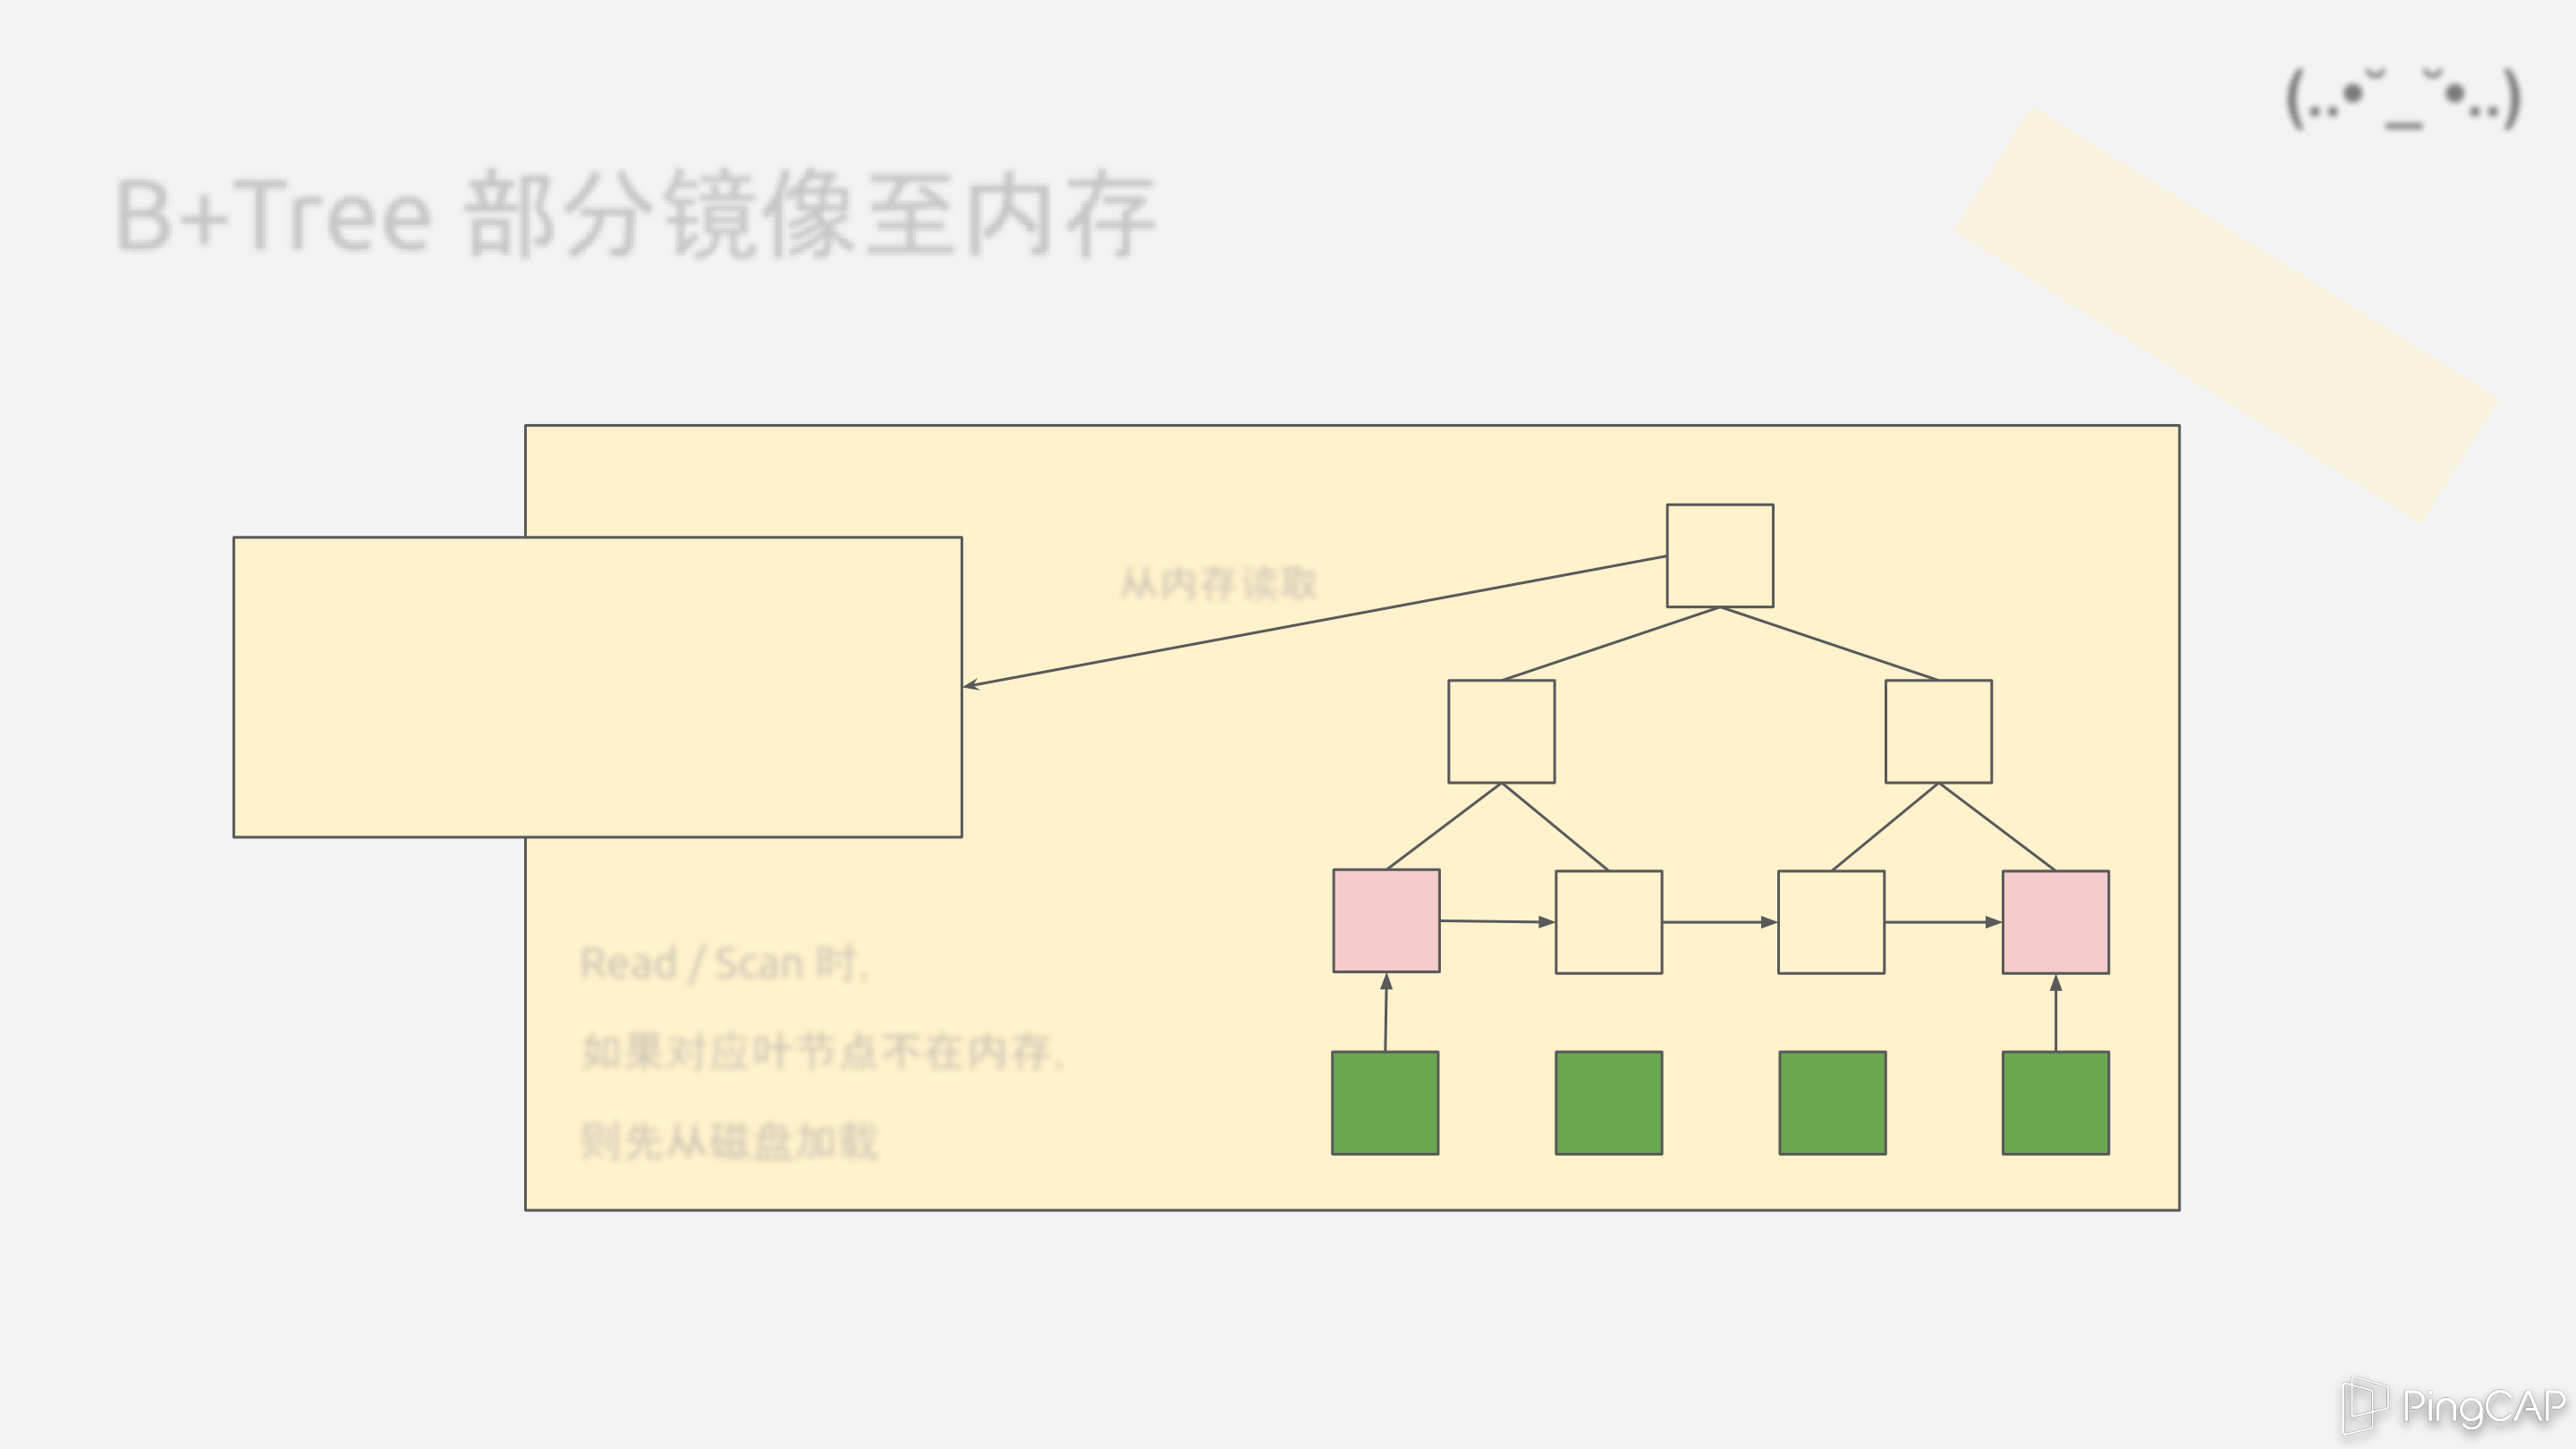 (..•˘_˘•..)
B+Tree 部分镜像至内存
从内存读取
Read / Scan 时.
如果对应叶节点不在内存.
则先从磁盘加载
PingCAP